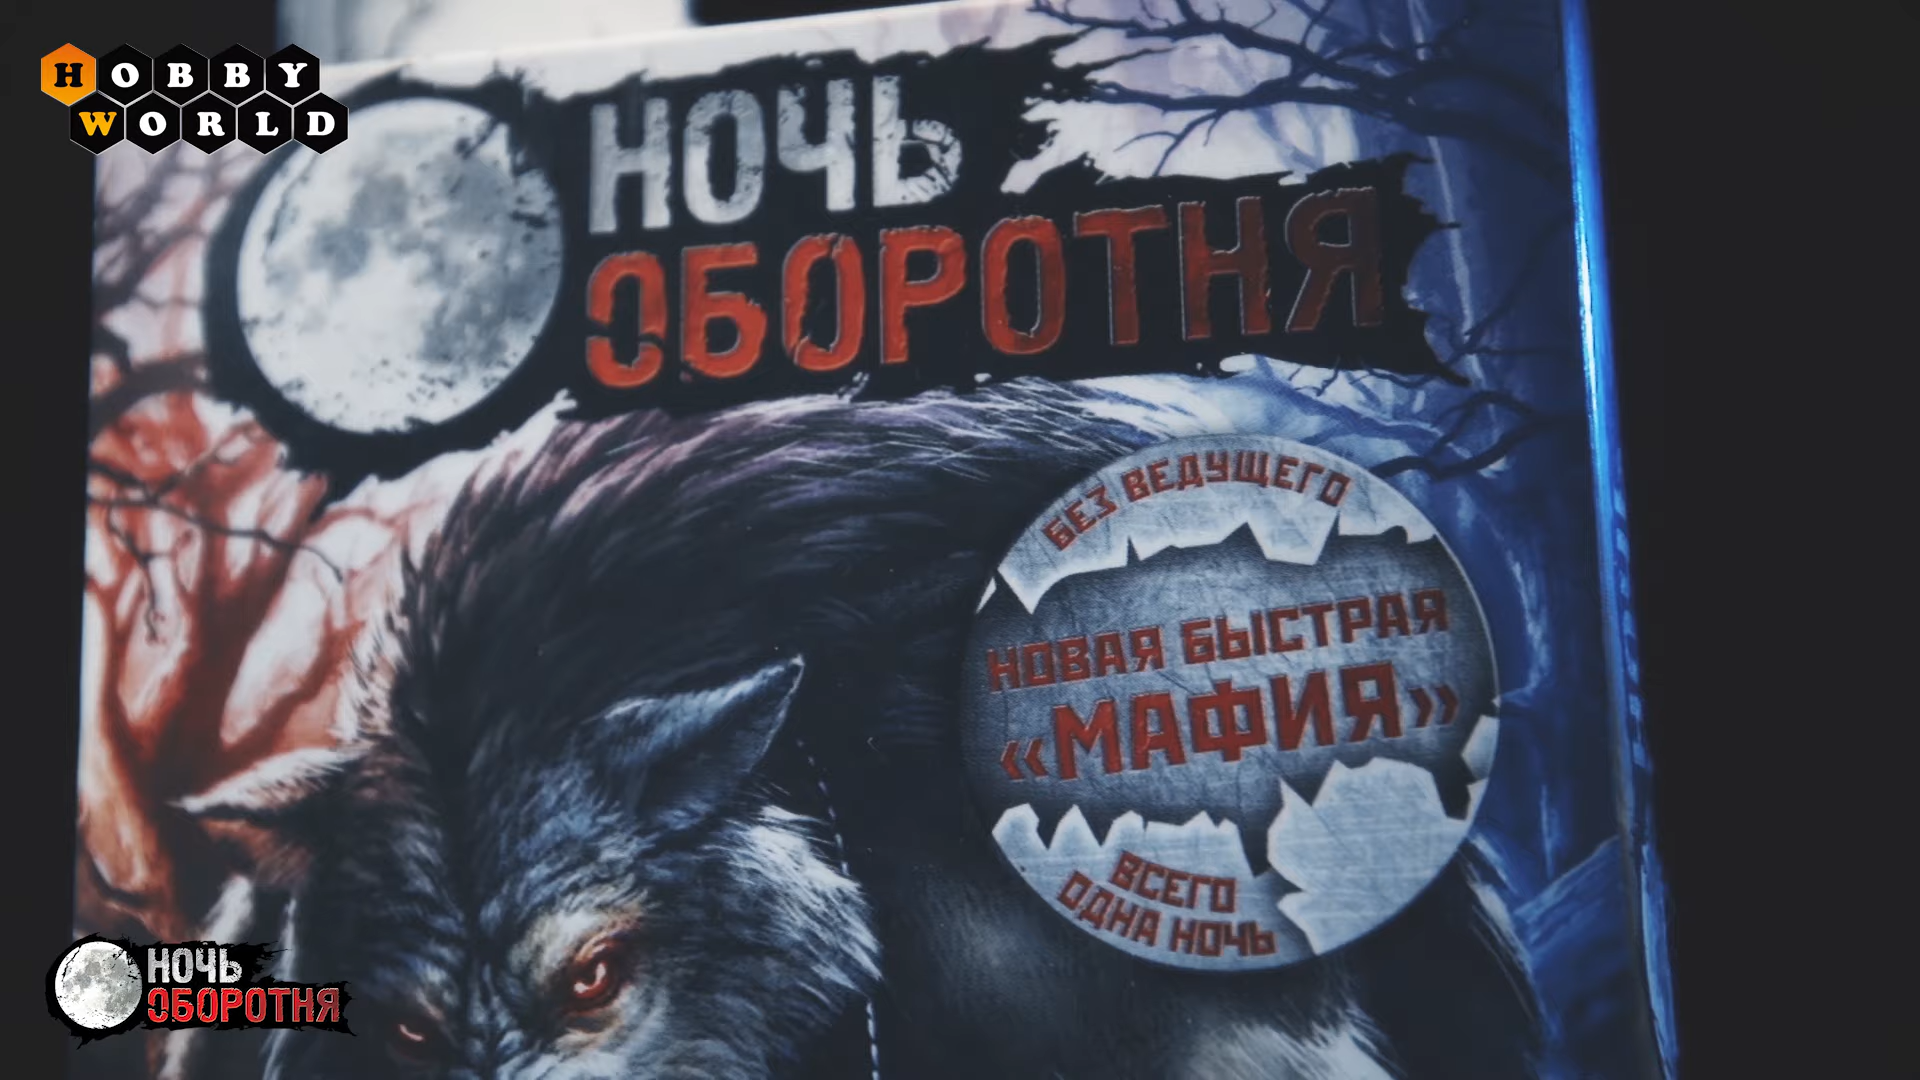 HOBBY
WORLD
НОЧЬ
ОБОРОТНЯ
БЕЗ ВЕДУЩЕГО
НОВАЯ БЫСТРАЯ
«МАФИЯ»
ВСЕГО
ОДНА НОЧЬ
НОЧЬ
ОБОРОТНЯ